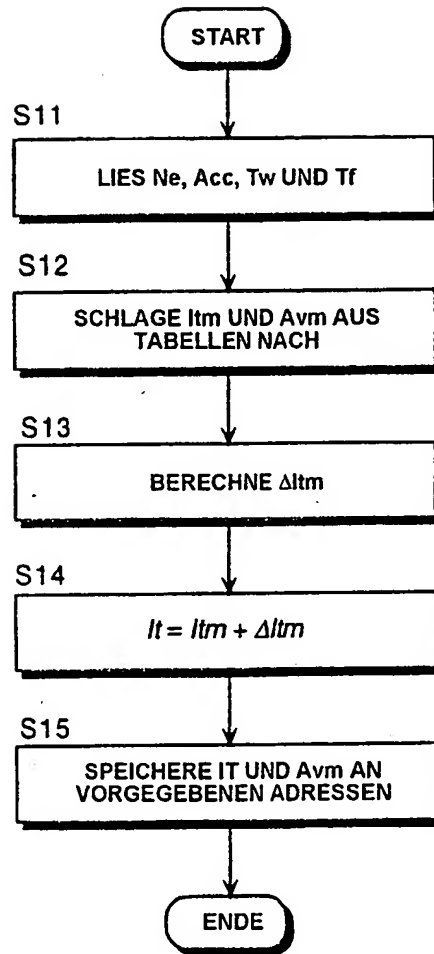 START
S11
LIES Ne, Acc, Tw UND Tf
S12
SCHLAGE Itm UND Avm AUS
TABELLEN NACH
S13
BERECHNE ΔItm
S14
It = Itm + ΔItm
S15
SPEICHERE IT UND Avm AN
VORGEGEBENEN ADRESSEN
ENDE